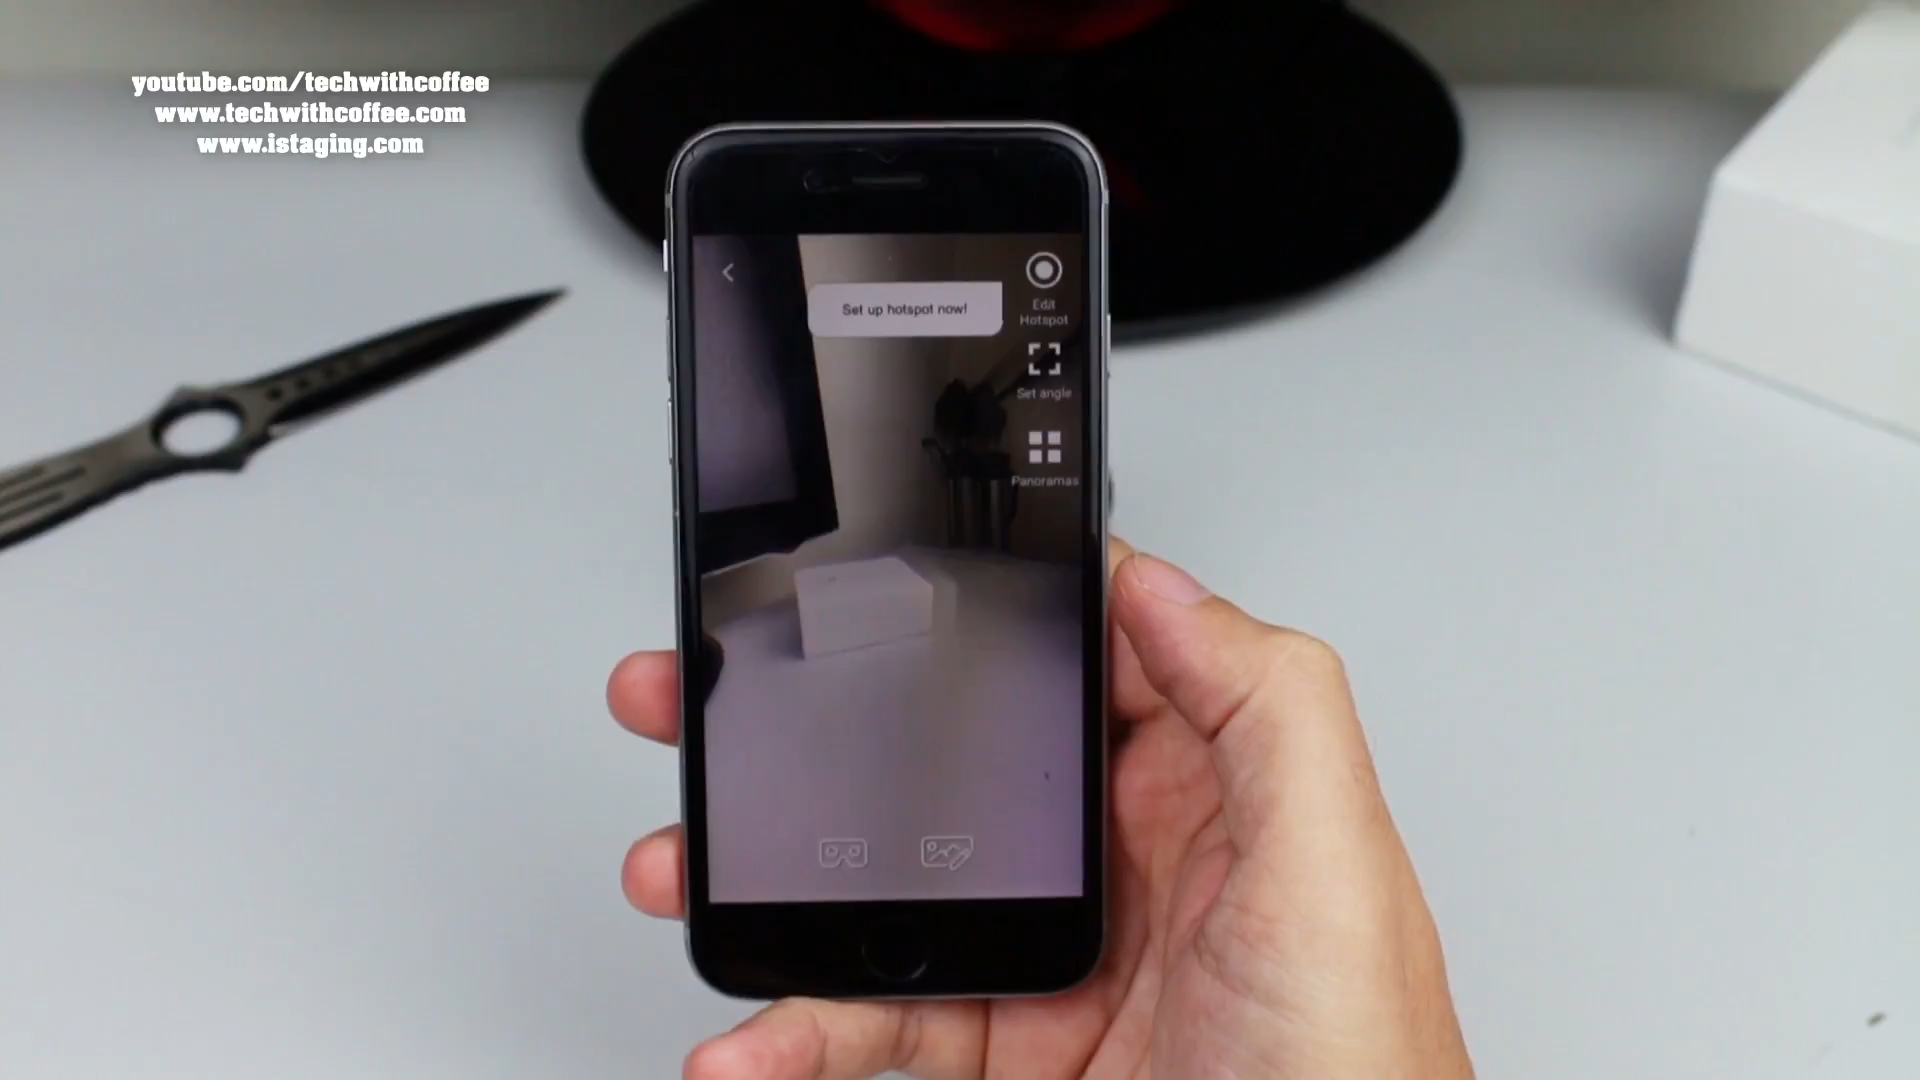 youtube.com/techwithcoffee
www.techwithcoffee.com
www.istaging.com
Set up hotspot now!
Edit
Hotspot
Set angle
Panoramas